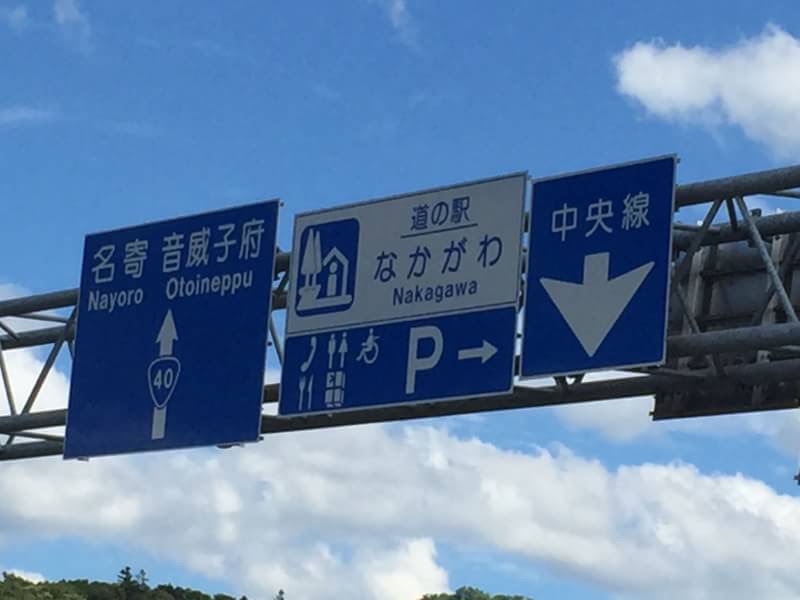 名寄 音威子府
Nayoro Otoineppu
40
道の駅
なかがわ
Nakagawa
P
中央線